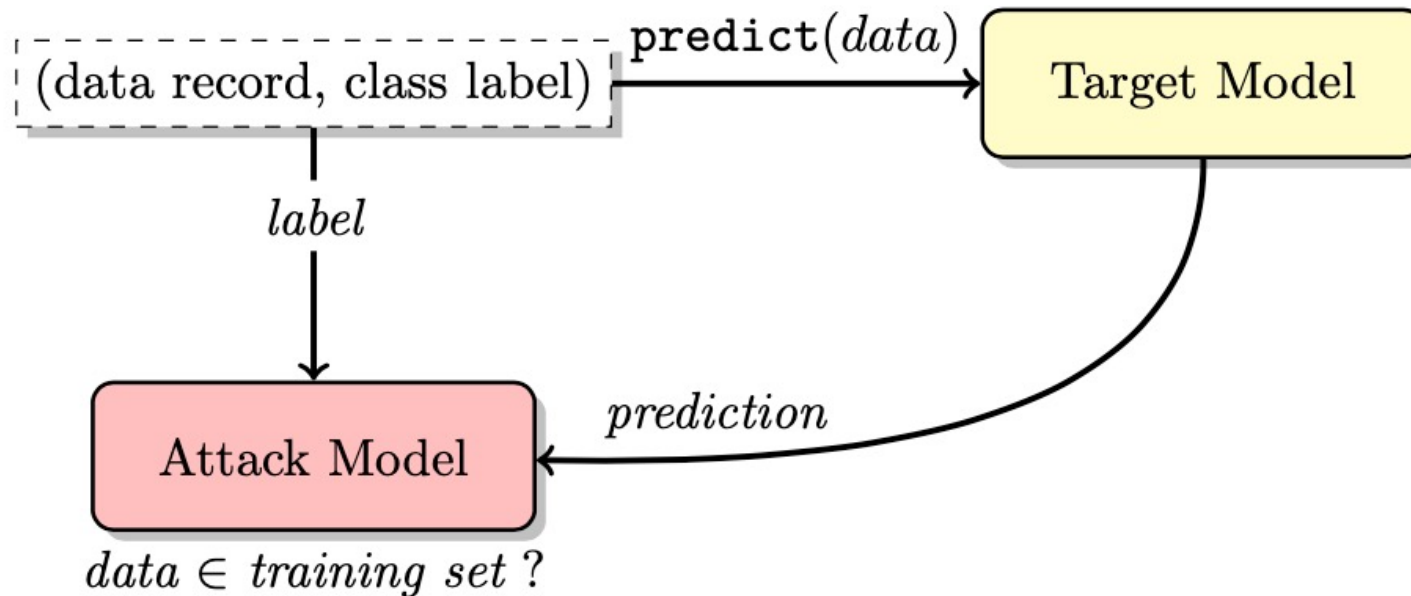 predict(data)
(data record, class label)
Target Model
label
prediction
Attack Model
data ∈ training set ?